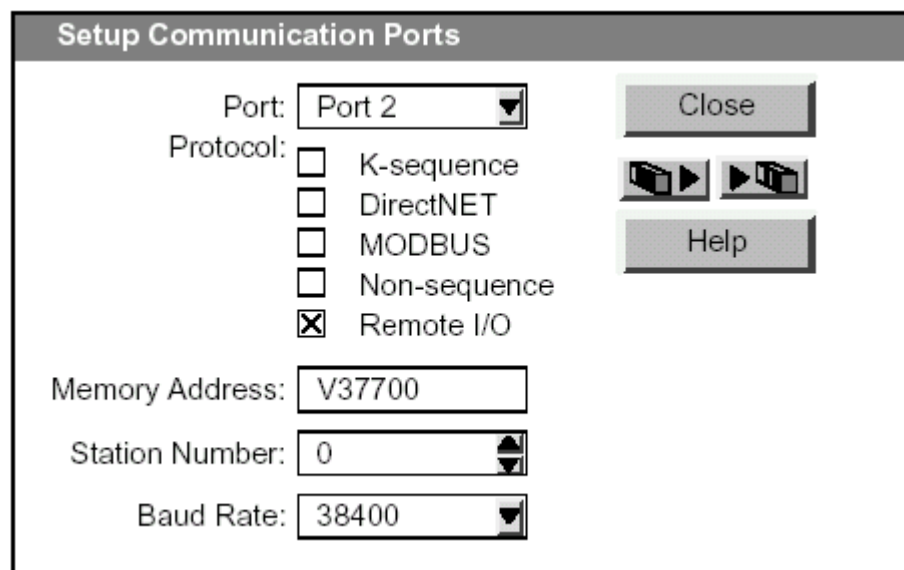 Setup Communication Ports
Port: Port 2
Close
Protocol:
K-sequence
DirectNET
MODBUS
Help
Non-sequence
Remote I/O
Memory Address: V37700
Station Number: 0
Baud Rate: 38400